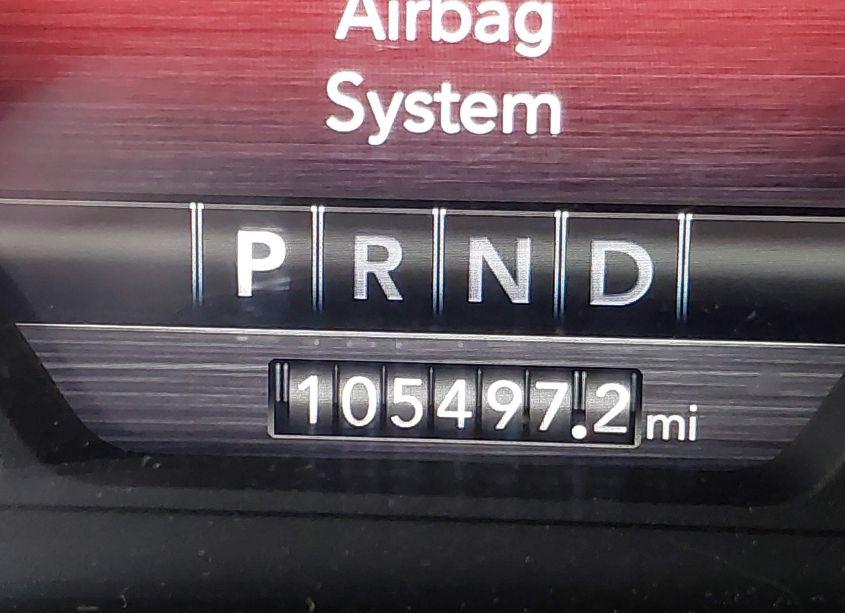 Airbag
System
P R N D
105497.2 mi